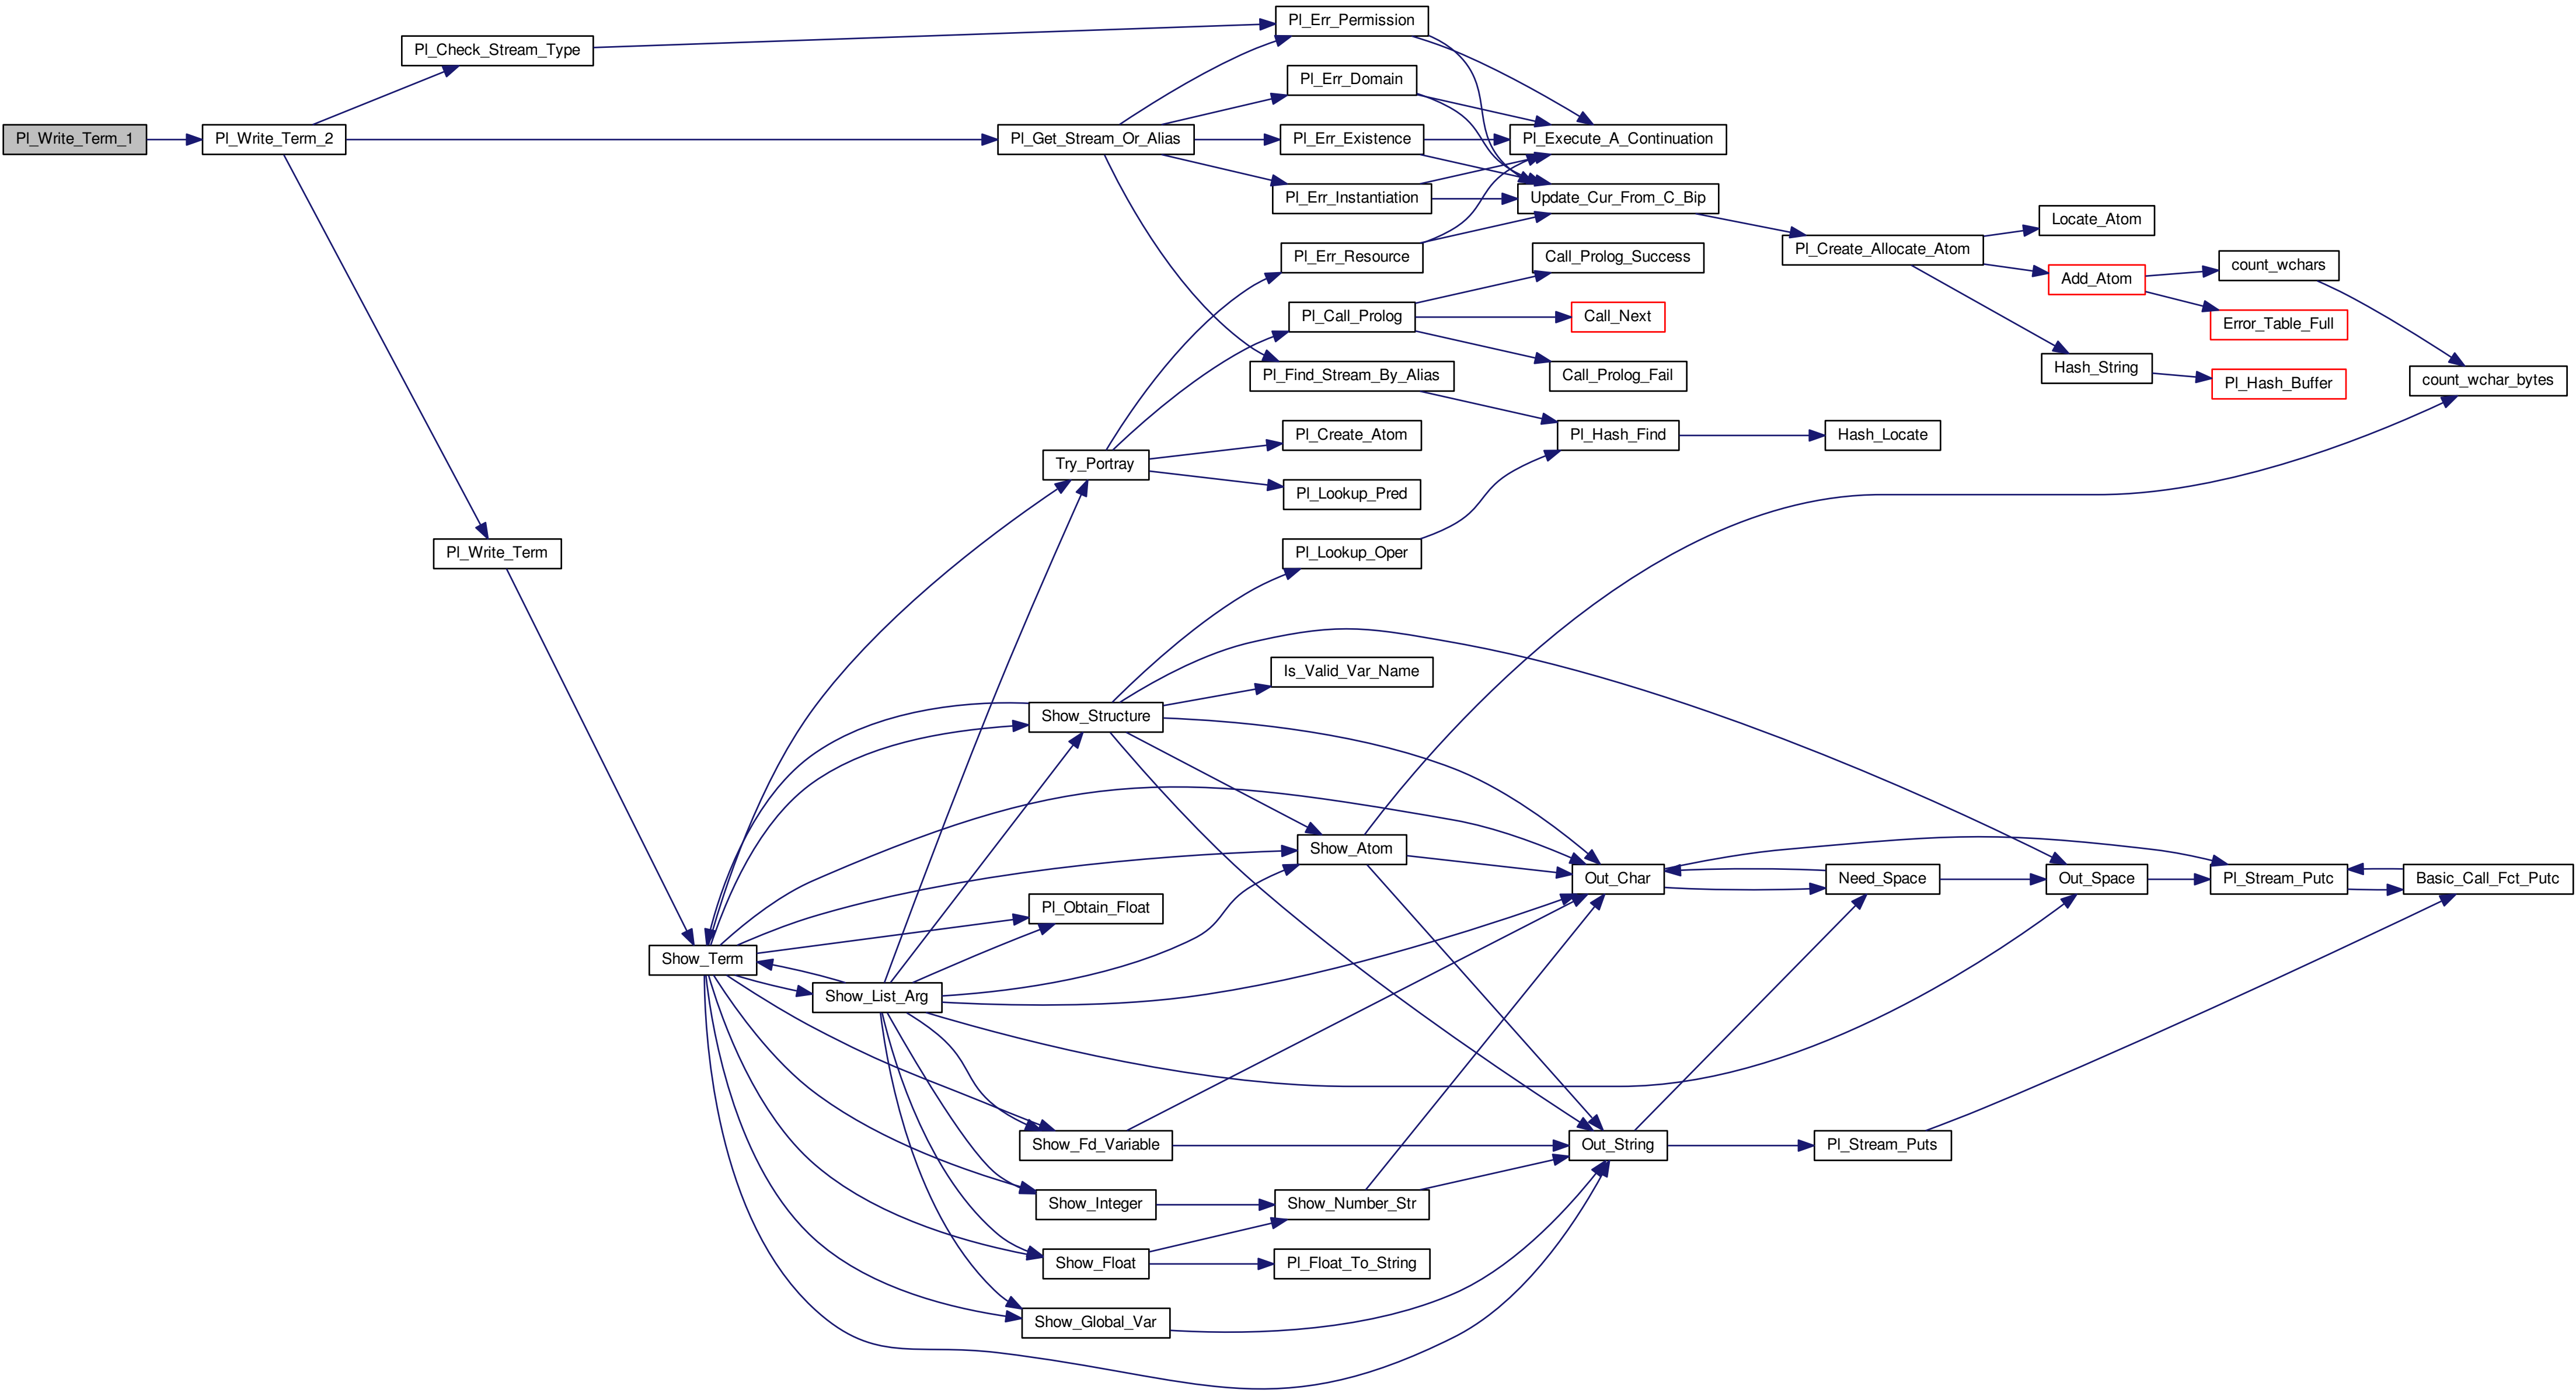 Pl_Write_Term_1
Pl_Write_Term_2
Pl_Check_Stream_Type
Pl_Write_Term
Show_Term
Show_List_Arg
Pl_Get_Stream_Or_Alias
Try_Portray
Show_Structure
Pl_Obtain_Float
Show_Fd_Variable
Show_Integer
Show_Float
Show_Global_Var
Pl_Err_Permission
Pl_Err_Domain
Pl_Err_Existence
Pl_Err_Instantiation
Pl_Err_Resource
Pl_Call_Prolog
Pl_Find_Stream_By_Alias
Pl_Create_Atom
Pl_Lookup_Pred
Pl_Lookup_Oper
Is_Valid_Var_Name
Show_Atom
Show_Number_Str
Pl_Float_To_String
Pl_Execute_A_Continuation
Update_Cur_From_C_Bip
Call_Prolog_Success
Call_Next
Call_Prolog_Fail
Pl_Hash_Find
Out_Char
Out_String
Pl_Create_Allocate_Atom
Hash_Locate
Need_Space
Pl_Stream_Puts
Locate_Atom
Add_Atom
Hash_String
Out_Space
count_wchars
Error_Table_Full
Pl_Hash_Buffer
Pl_Stream_Putc
count_wchar_bytes
Basic_Call_Fct_Putc